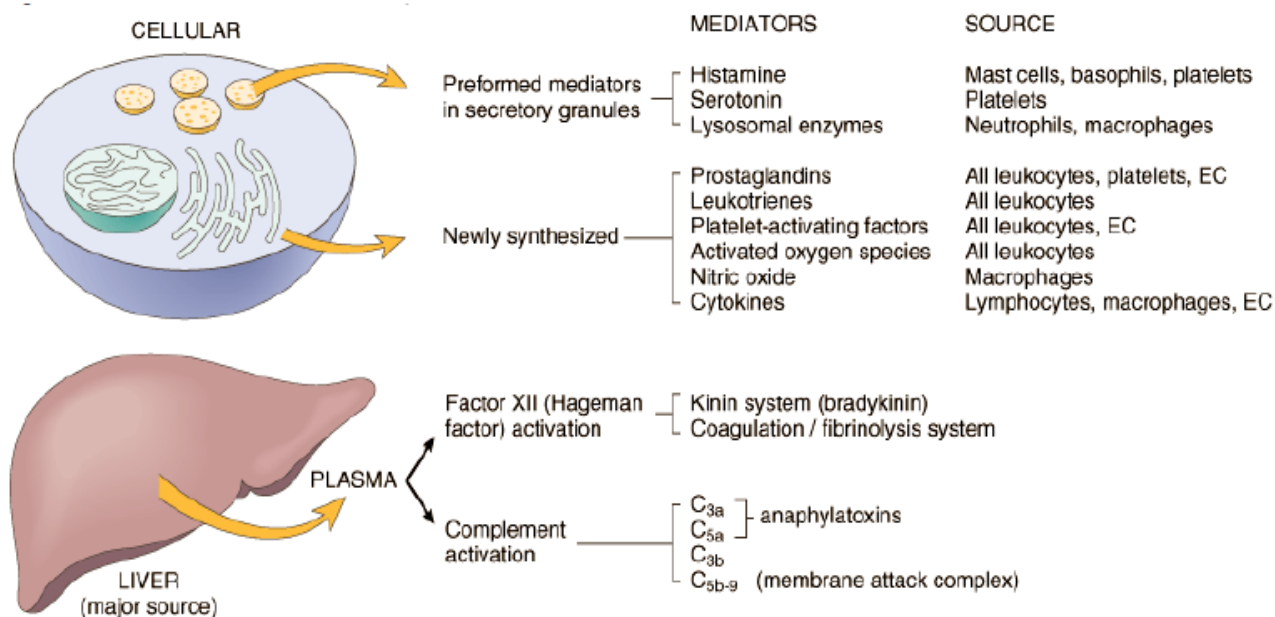 CELLULAR
MEDIATORS
SOURCE
Preformed mediators
in secretory granules
Histamine
Mast cells, basophils, platelets
Serotonin
Platelets
Lysosomal enzymes
Neutrophils, macrophages
Newly synthesized
Prostaglandins
All leukocytes, platelets, EC
Leukotrienes
All leukocytes
Platelet-activating factors
All leukocytes, EC
Activated oxygen species
All leukocytes
Nitric oxide
Macrophages
Cytokines
Lymphocytes, macrophages, EC
LIVER
(major source)
PLASMA
Factor XII (Hageman
factor) activation
Kinin system (bradykinin)
Coagulation / fibrinolysis system
Complement
activation
C3a
C5a
anaphylatoxins
C3b
C5b-9 (membrane attack complex)